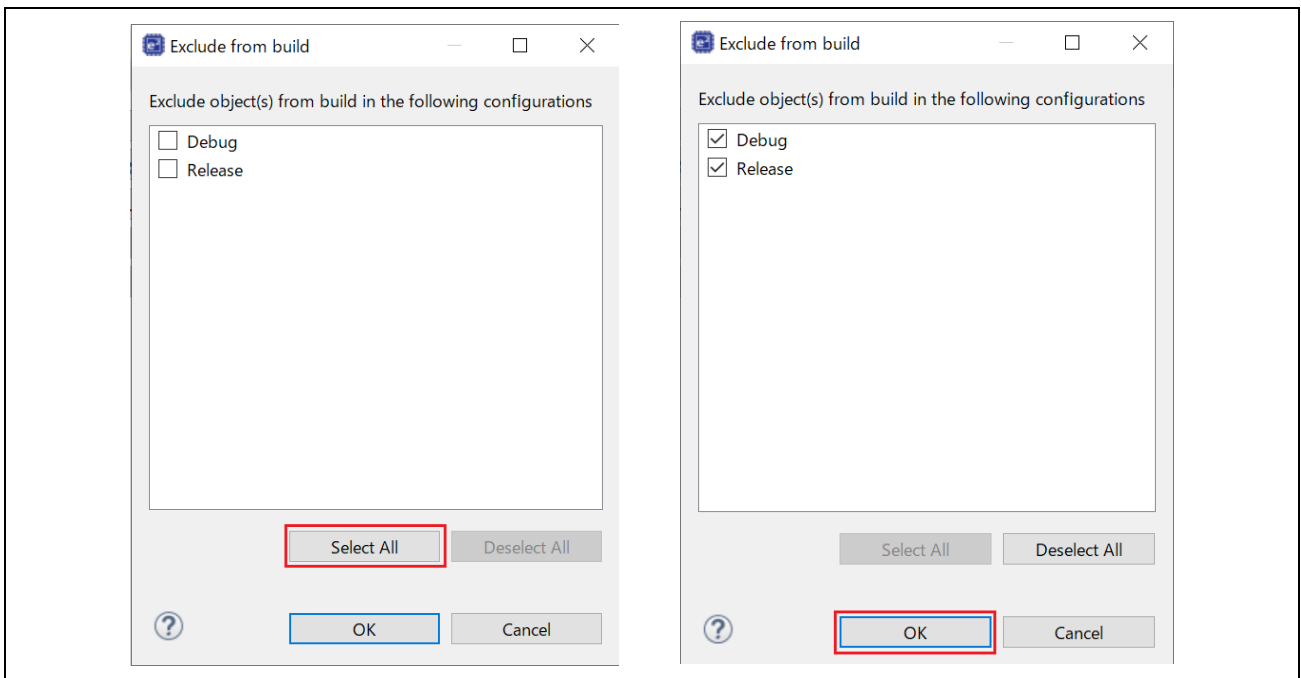 Exclude from build
Exclude object(s) from build in the following configurations
Debug
Release
Select All
Deselect All
?
OK
Cancel
Exclude from build
Exclude object(s) from build in the following configurations
Debug
Release
Select All
Deselect All
?
OK
Cancel